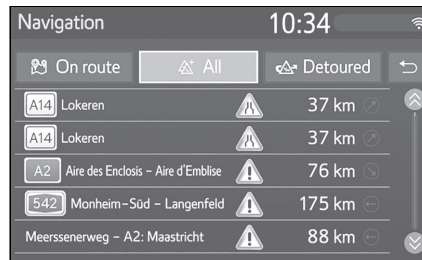 Navigation 10:34
On route All Detoured
A14 Lokeren 37 km
A14 Lokeren 37 km
A2 Aire des Enclosis – Aire d'Emblise 76 km
542 Monheim-Süd – Langenfeld 175 km
Meerssenerweg – A2: Maastricht 88 km